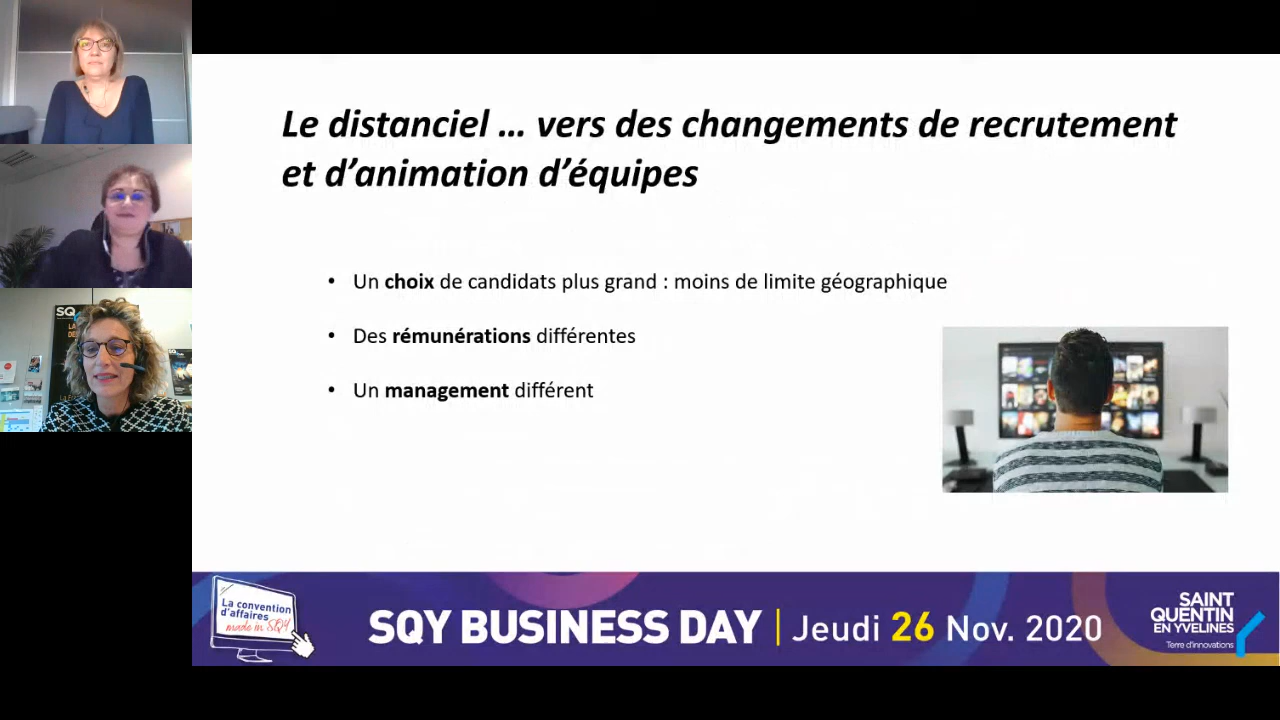 Le distanciel ... vers des changements de recrutement
et d'animation d'équipes
• Un choix de candidats plus grand : moins de limite géographique
• Des rémunérations différentes
• Un management différent
La convention
d'affaires
made in SQY
SQY BUSINESS DAY | Jeudi 26 Nov. 2020
SAINT
QUENTIN
EN YVELINES
Terre d'innovations
SQ